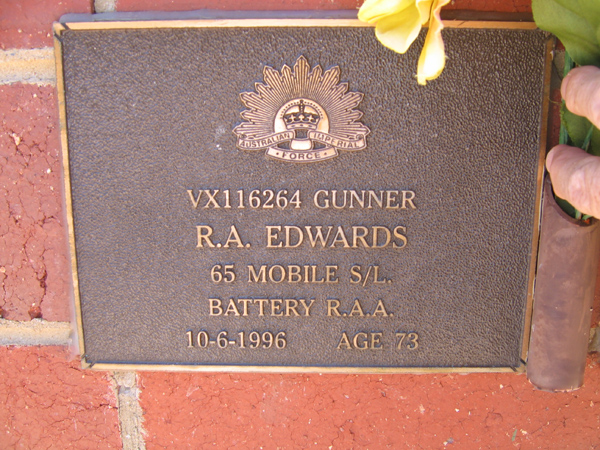 AUSTRALIAN IMPERIAL
FORCE
VX116264 GUNNER
R.A. EDWARDS
65 MOBILE S/L.
BATTERY R.A.A.
10-6-1996 AGE 73